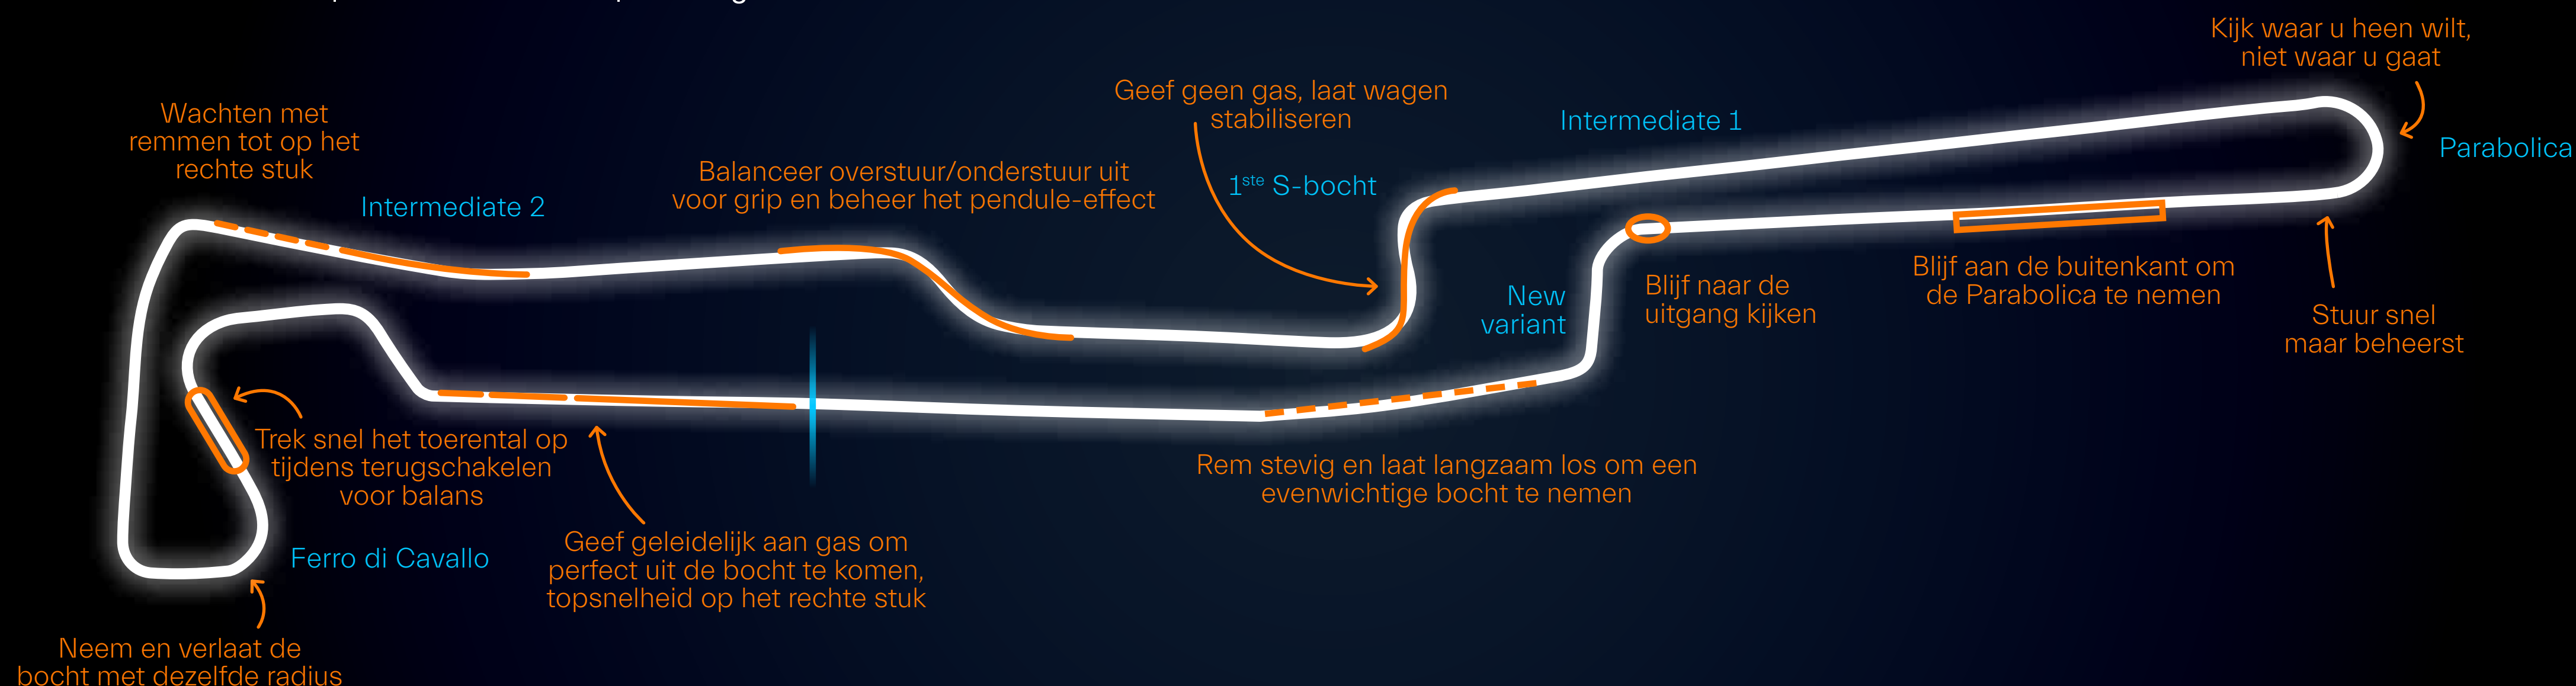 Kijk waar u heen wilt,
niet waar u gaat
Parabolica
Geef geen gas, laat wagen
stabiliseren
Intermediate 1
1ste S-bocht
Wachten met
remmen tot op het
rechte stuk
Intermediate 2
Balanceer overstuur/onderstuur uit
voor grip en beheer het pendule-effect
New
variant
Blijf naar de
uitgang kijken
Blijf aan de buitenkant om
de Parabolica te nemen
Stuur snel
maar beheerst
Trek snel het toerental op
tijdens terugschakelen
voor balans
Rem stevig en laat langzaam los om een
evenwichtige bocht te nemen
Ferro di Cavallo
Geef geleidelijk aan gas om
perfect uit de bocht te komen,
topsnelheid op het rechte stuk
Neem en verlaat de
bocht met dezelfde radius